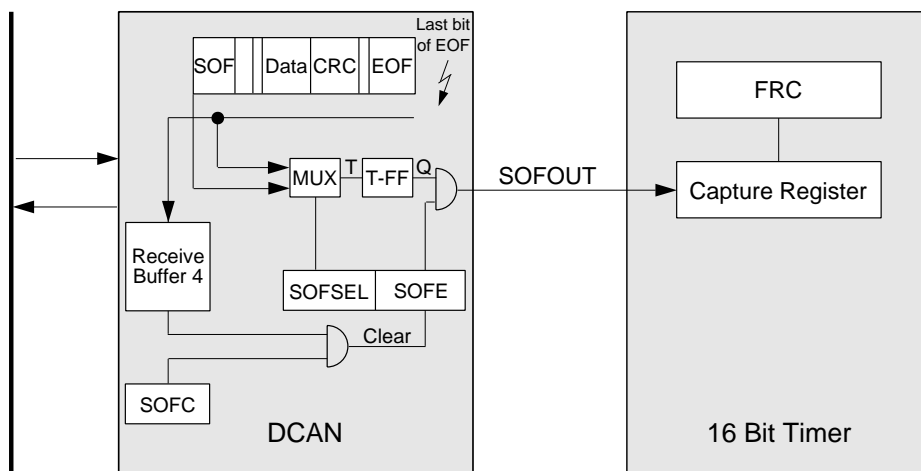 Last bit
of EOF
SOF
Data
CRC
EOF
MUX
T
T-FF
Q
SOFOUT
FRC
Capture Register
Receive
Buffer 4
SOFSEL
SOFE
Clear
SOFC
DCAN
16 Bit Timer